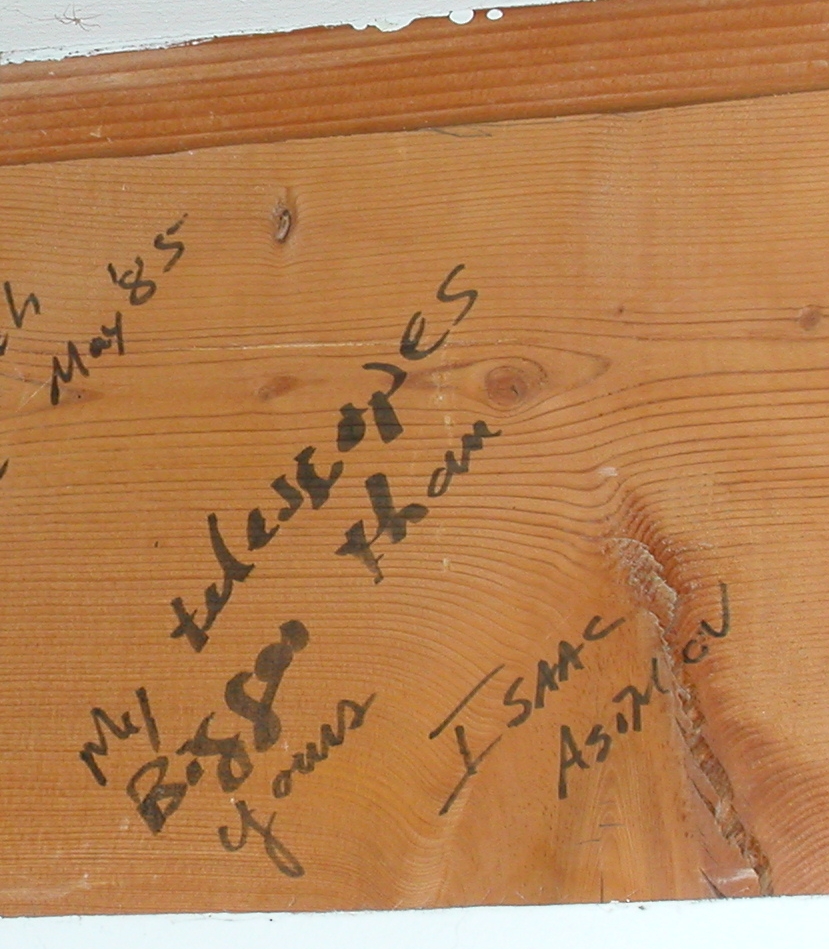 May '85
My telescopes
Bigger than
yours
ISAAC
ASIMOV